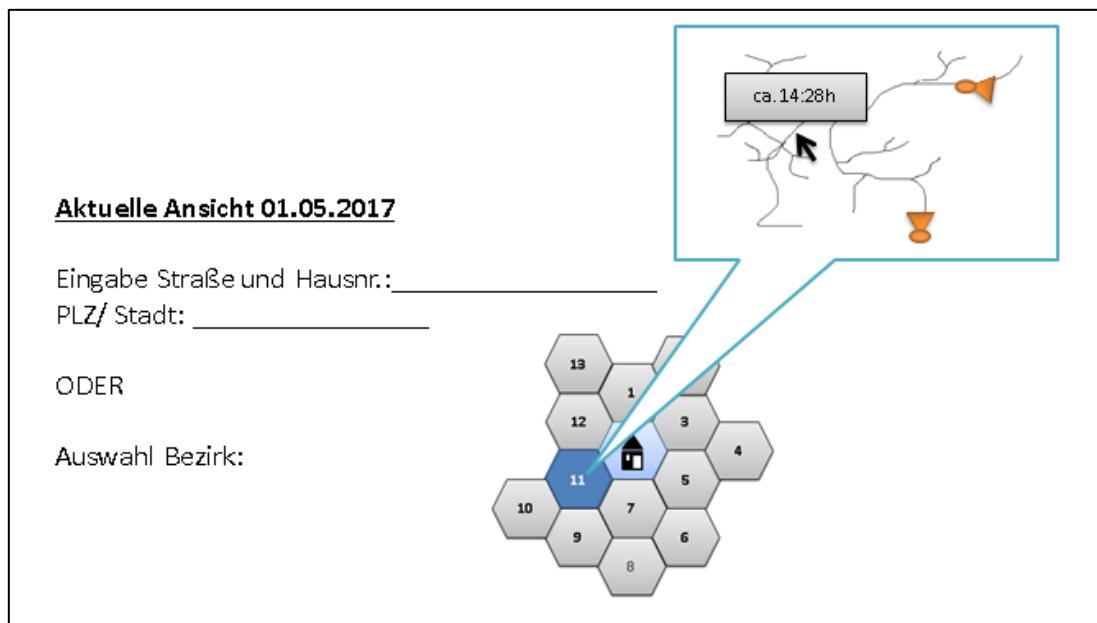 ca. 14:28h
Aktuelle Ansicht 01.05.2017
Eingabe Straße und Hausnr.:
PLZ/ Stadt:
ODER
Auswahl Bezirk:
13
1
12
3
4
11
5
10
7
9
6
8